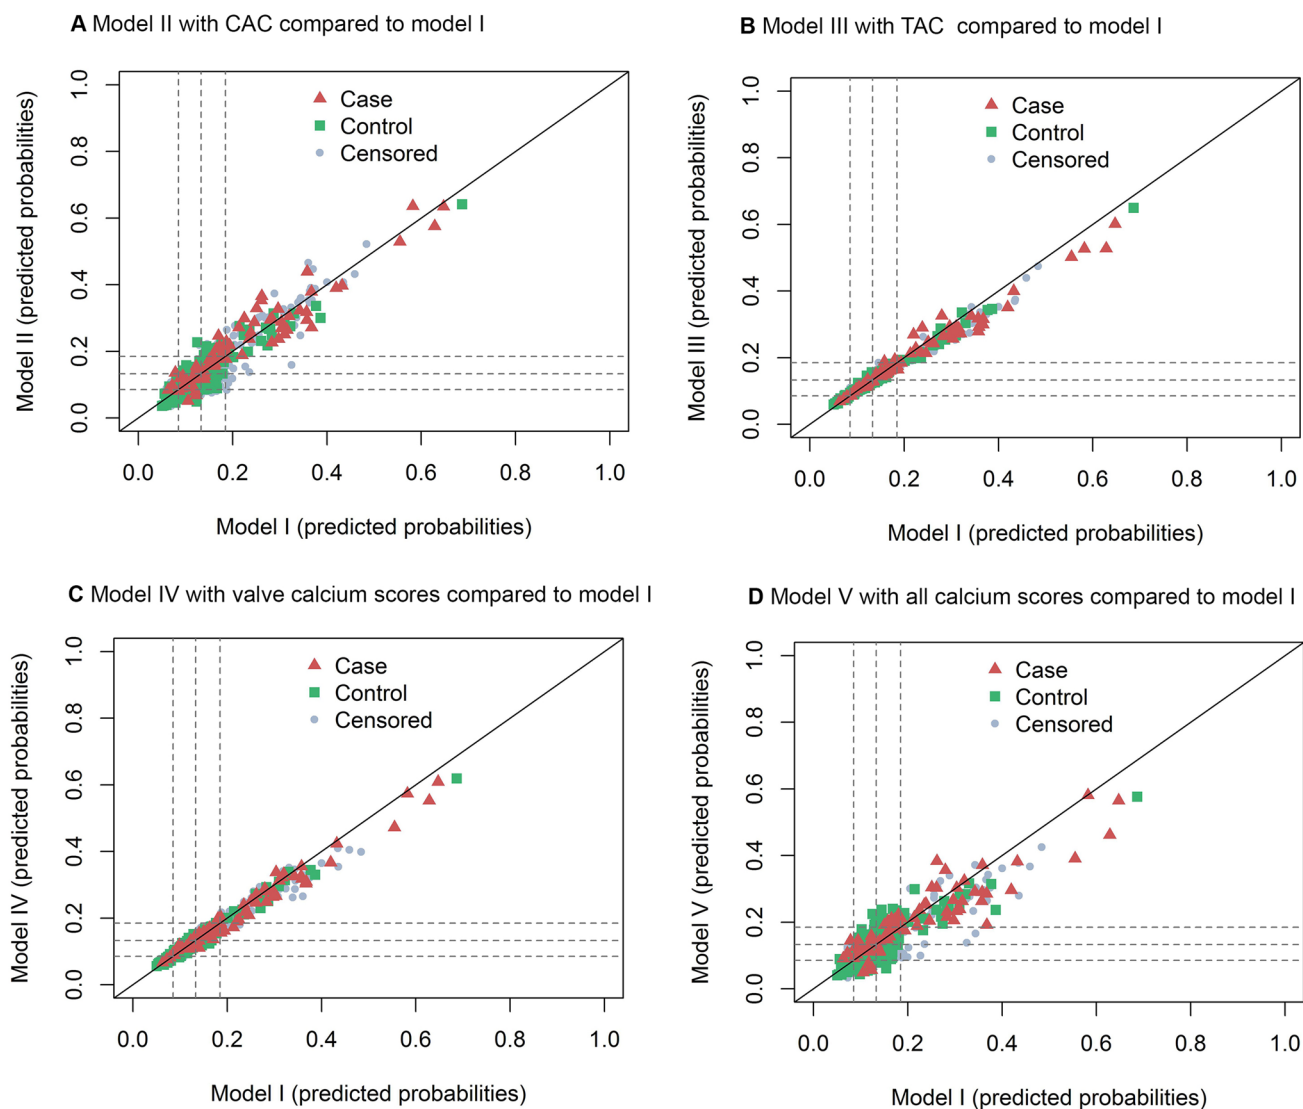 A Model II with CAC compared to model I
Model II (predicted probabilities)
1.0
0.8
0.6
0.4
0.2
0.0
Case
Control
Censored
0.0 0.2 0.4 0.6 0.8 1.0
Model I (predicted probabilities)
B Model III with TAC compared to model I
Model III (predicted probabilities)
1.0
0.8
0.6
0.4
0.2
0.0
Case
Control
Censored
0.0 0.2 0.4 0.6 0.8 1.0
Model I (predicted probabilities)
C Model IV with valve calcium scores compared to model I
Model IV (predicted probabilities)
1.0
0.8
0.6
0.4
0.2
0.0
Case
Control
Censored
0.0 0.2 0.4 0.6 0.8 1.0
Model I (predicted probabilities)
D Model V with all calcium scores compared to model I
Model V (predicted probabilities)
1.0
0.8
0.6
0.4
0.2
0.0
Case
Control
Censored
0.0 0.2 0.4 0.6 0.8 1.0
Model I (predicted probabilities)